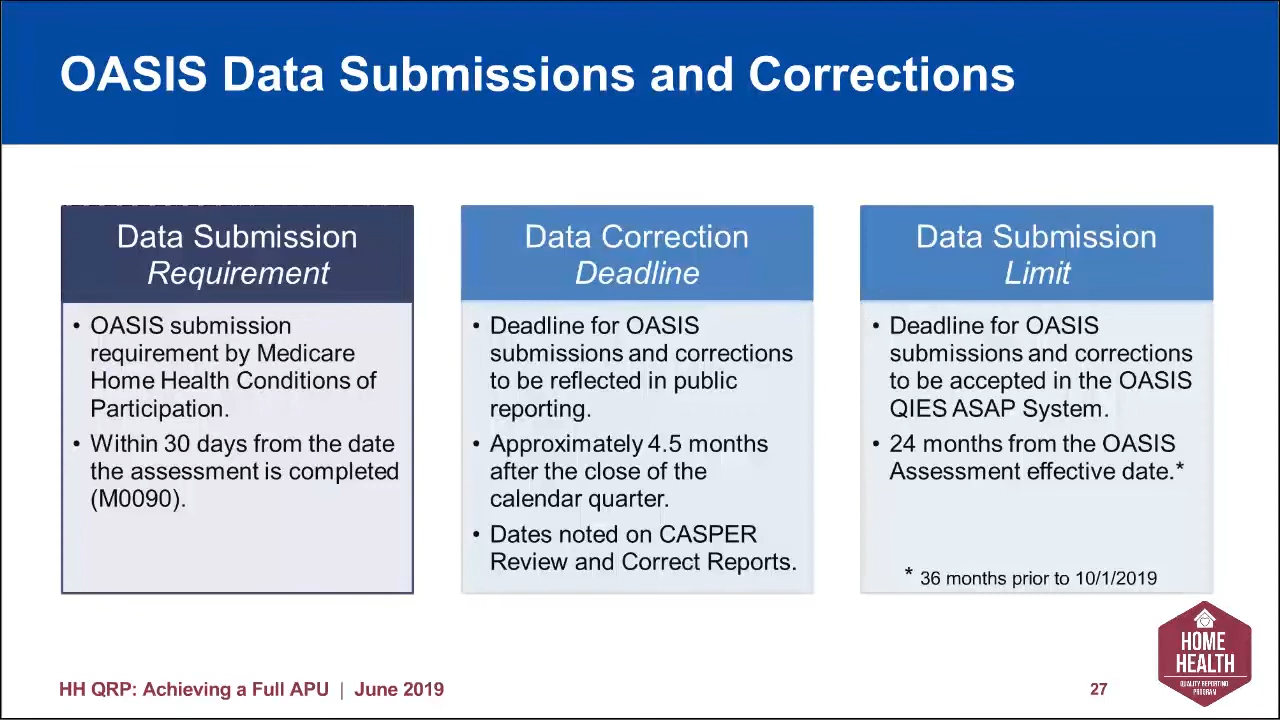 OASIS Data Submissions and Corrections
Data Submission
Requirement
• OASIS submission
requirement by Medicare
Home Health Conditions of
Participation.
• Within 30 days from the date
the assessment is completed
(M0090).
Data Correction
Deadline
• Deadline for OASIS
submissions and corrections
to be reflected in public
reporting.
• Approximately 4.5 months
after the close of the
calendar quarter.
• Dates noted on CASPER
Review and Correct Reports.
Data Submission
Limit
• Deadline for OASIS
submissions and corrections
to be accepted in the OASIS
QIES ASAP System.
• 24 months from the OASIS
Assessment effective date.*
* 36 months prior to 10/1/2019
HH QRP: Achieving a Full APU | June 2019
27
HOME
HEALTH
QUALITY REPORTING
PROGRAM